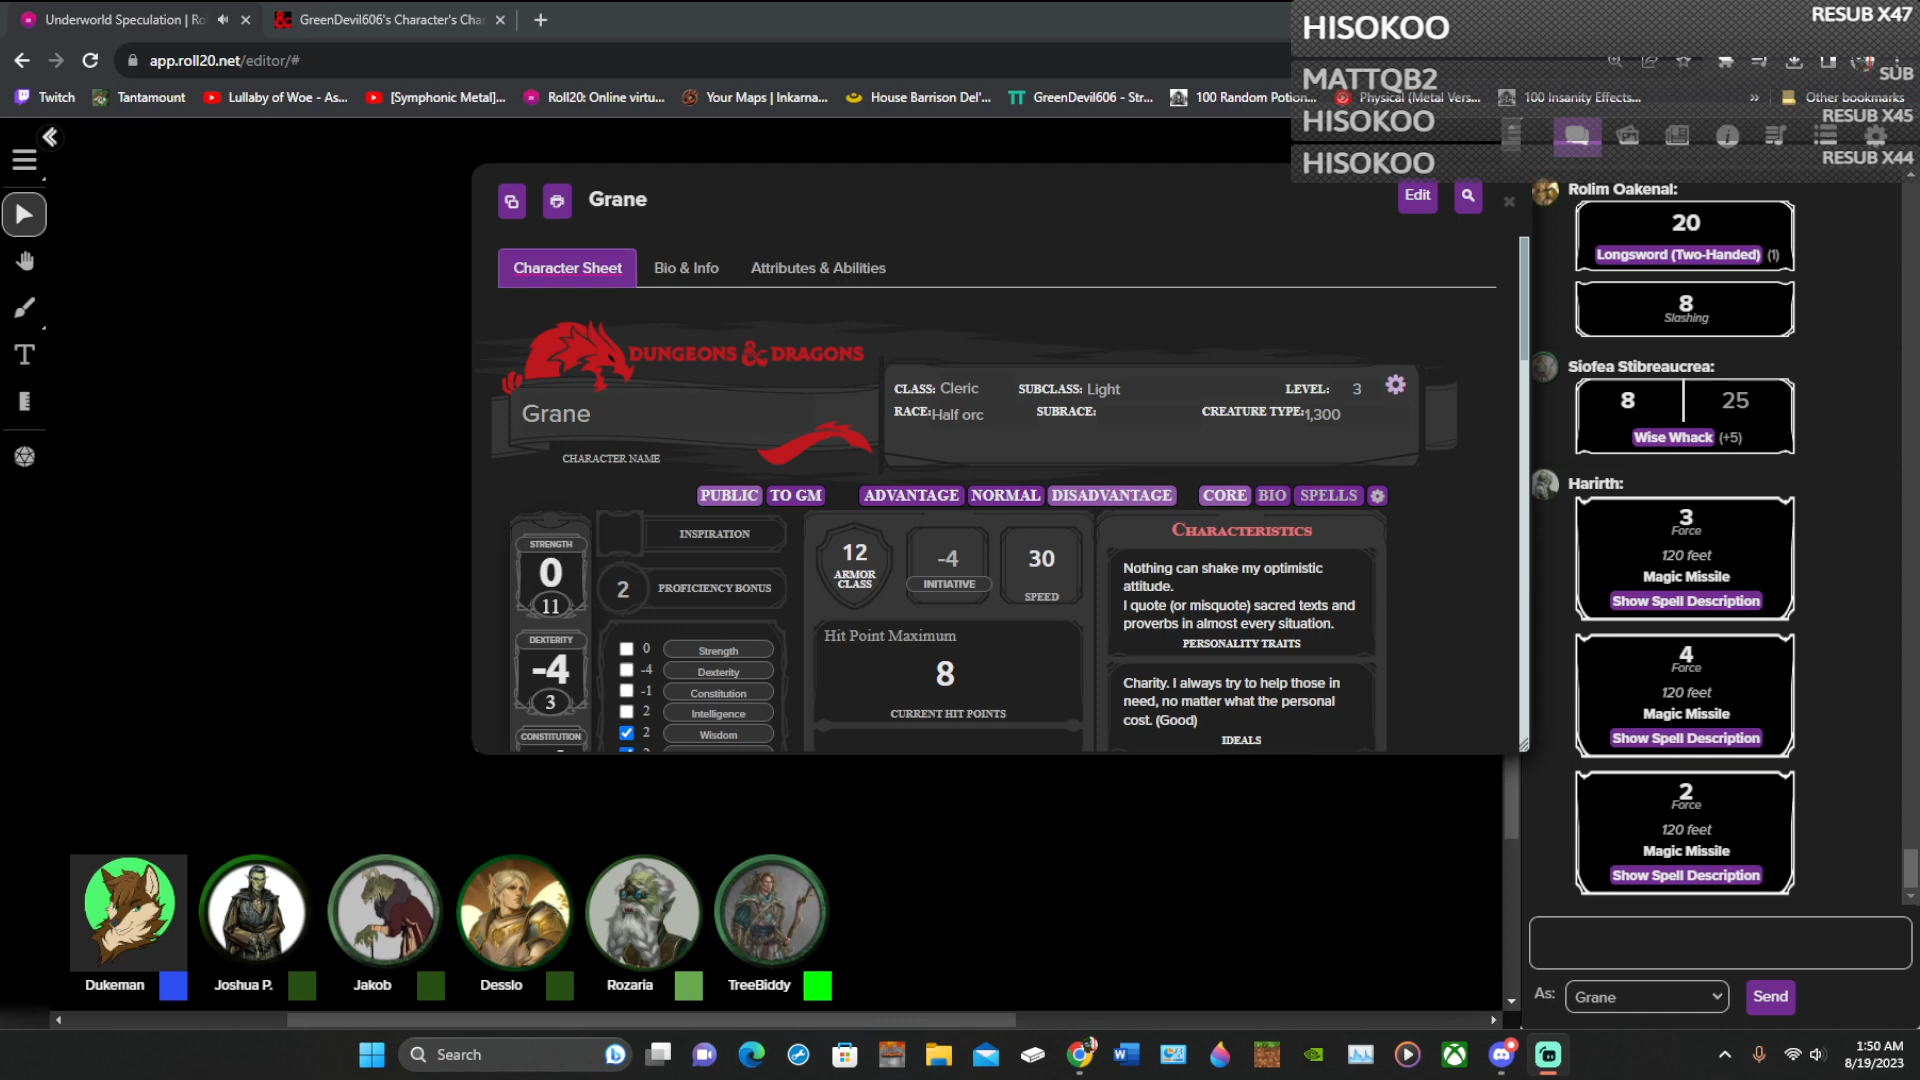 Underworld Speculation | Ro
GreenDevil606's Character's Char
app.roll20.net/editor/#
Twitch
Tantamount
Lullaby of Woe - As...
[Symphonic Metal]...
Roll20: Online virtu...
Your Maps | Inkarna...
House Barrison Del'...
GreenDevil606 - Str...
100 Random Potion...
Physical (Metal Vers...
100 Insanity Effects...
Other bookmarks
HISOKOO
RESUB X47
MATTQB2
SUB
HISOKOO
RESUB X45
HISOKOO
RESUB X44
Grane
Edit
Character Sheet
Bio & Info
Attributes & Abilities
DUNGEONS & DRAGONS
Grane
CHARACTER NAME
CLASS: Cleric
SUBCLASS: Light
LEVEL: 3
RACE: Half orc
SUBRACE:
CREATURE TYPE: 1,300
PUBLIC
TO GM
ADVANTAGE
NORMAL
DISADVANTAGE
CORE
BIO
SPELLS
STRENGTH
0
11
DEXTERITY
-4
3
CONSTITUTION
INSPIRATION
2
PROFICIENCY BONUS
0 Strength
-4 Dexterity
-1 Constitution
2 Intelligence
2 Wisdom
12
ARMOR
CLASS
-4
INITIATIVE
30
SPEED
Hit Point Maximum
8
CURRENT HIT POINTS
CHARACTERISTICS
Nothing can shake my optimistic
attitude.
I quote (or misquote) sacred texts and
proverbs in almost every situation.
PERSONALITY TRAITS
Charity. I always try to help those in
need, no matter what the personal
cost. (Good)
IDEALS
Rolim Oakenal:
20
Longsword (Two-Handed) (1)
8
Slashing
Siofea Stibreaucrea:
8
25
Wise Whack (+5)
Harirth:
3
Force
120 feet
Magic Missile
Show Spell Description
4
Force
120 feet
Magic Missile
Show Spell Description
2
Force
120 feet
Magic Missile
Show Spell Description
As:
Grane
Send
Dukeman
Joshua P.
Jakob
Desslo
Rozaria
TreeBiddy
Search
1:50 AM
8/19/2023